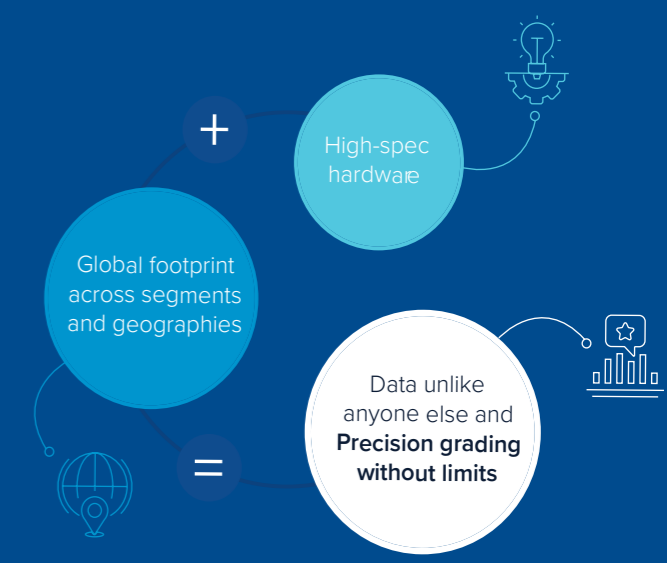 +
High-spec
hardware
Global footprint
across segments
and geographies
=
Data unlike
anyone else and
Precision grading
without limits